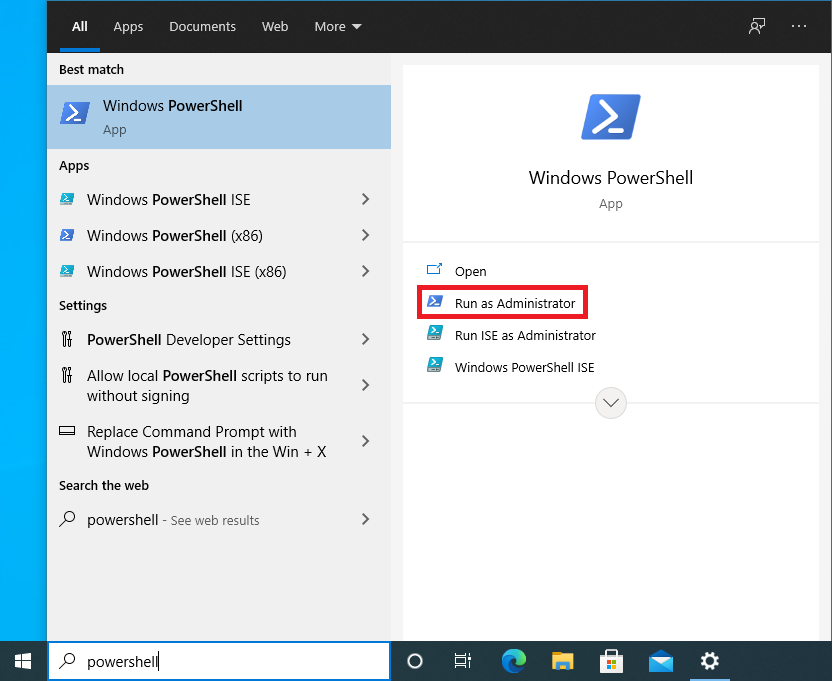 All Apps Documents Web More
Best match
Windows PowerShell
App
Apps
Windows PowerShell ISE
Windows PowerShell (x86)
Windows PowerShell ISE (x86)
Settings
PowerShell Developer Settings
Allow local PowerShell scripts to run
without signing
Replace Command Prompt with
Windows PowerShell in the Win + X
Search the web
powershell - See web results
Windows PowerShell
App
Open
Run as Administrator
Run ISE as Administrator
Windows PowerShell ISE
powershell